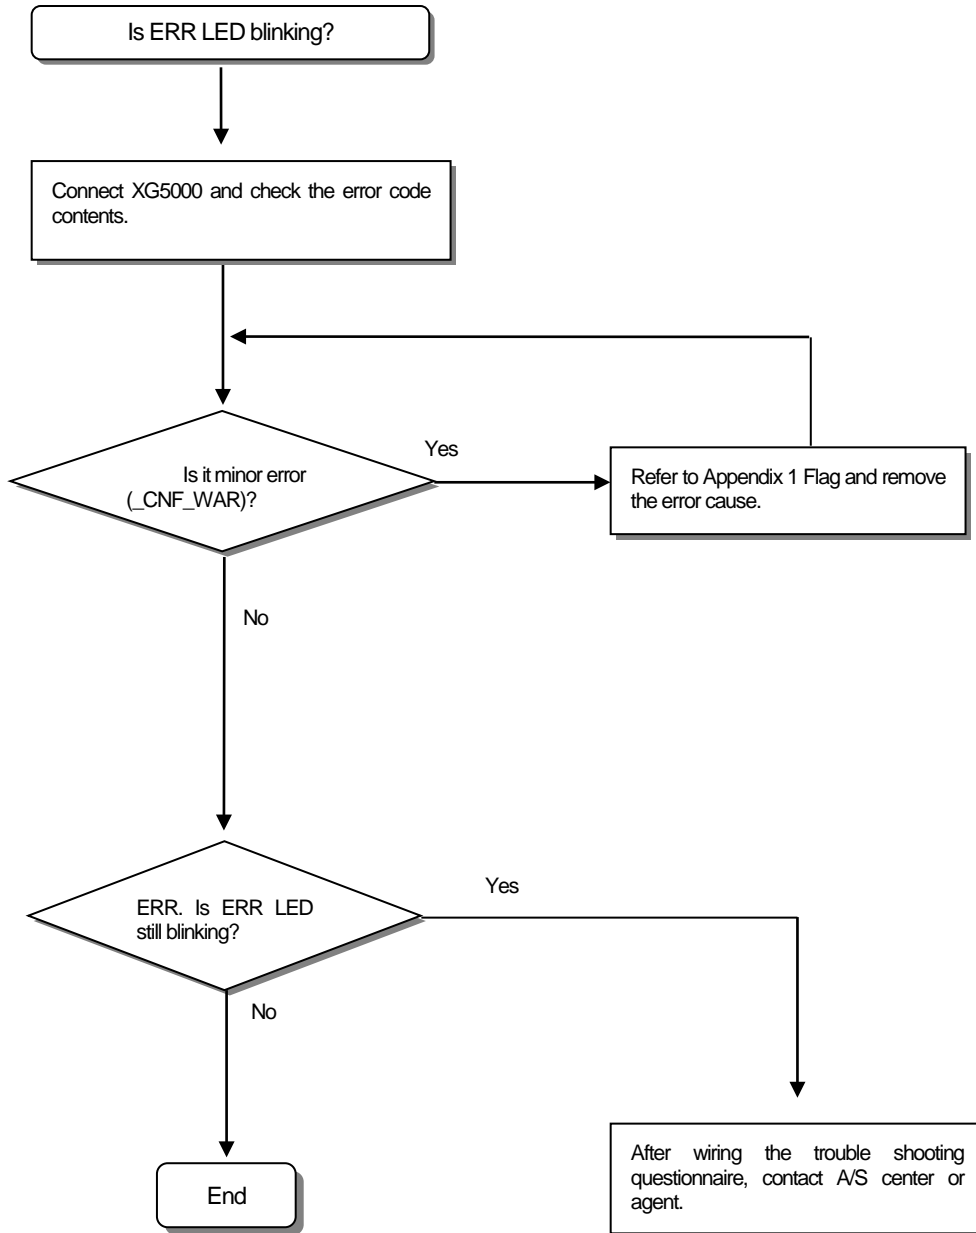 Is ERR LED blinking?
Connect XG5000 and check the error code
contents.
Is it minor error
(_CNF_WAR)?
Yes
Refer to Appendix 1 Flag and remove
the error cause.
No
ERR. Is ERR LED
still blinking?
Yes
No
End
After wiring the trouble shooting
questionnaire, contact A/S center or
agent.